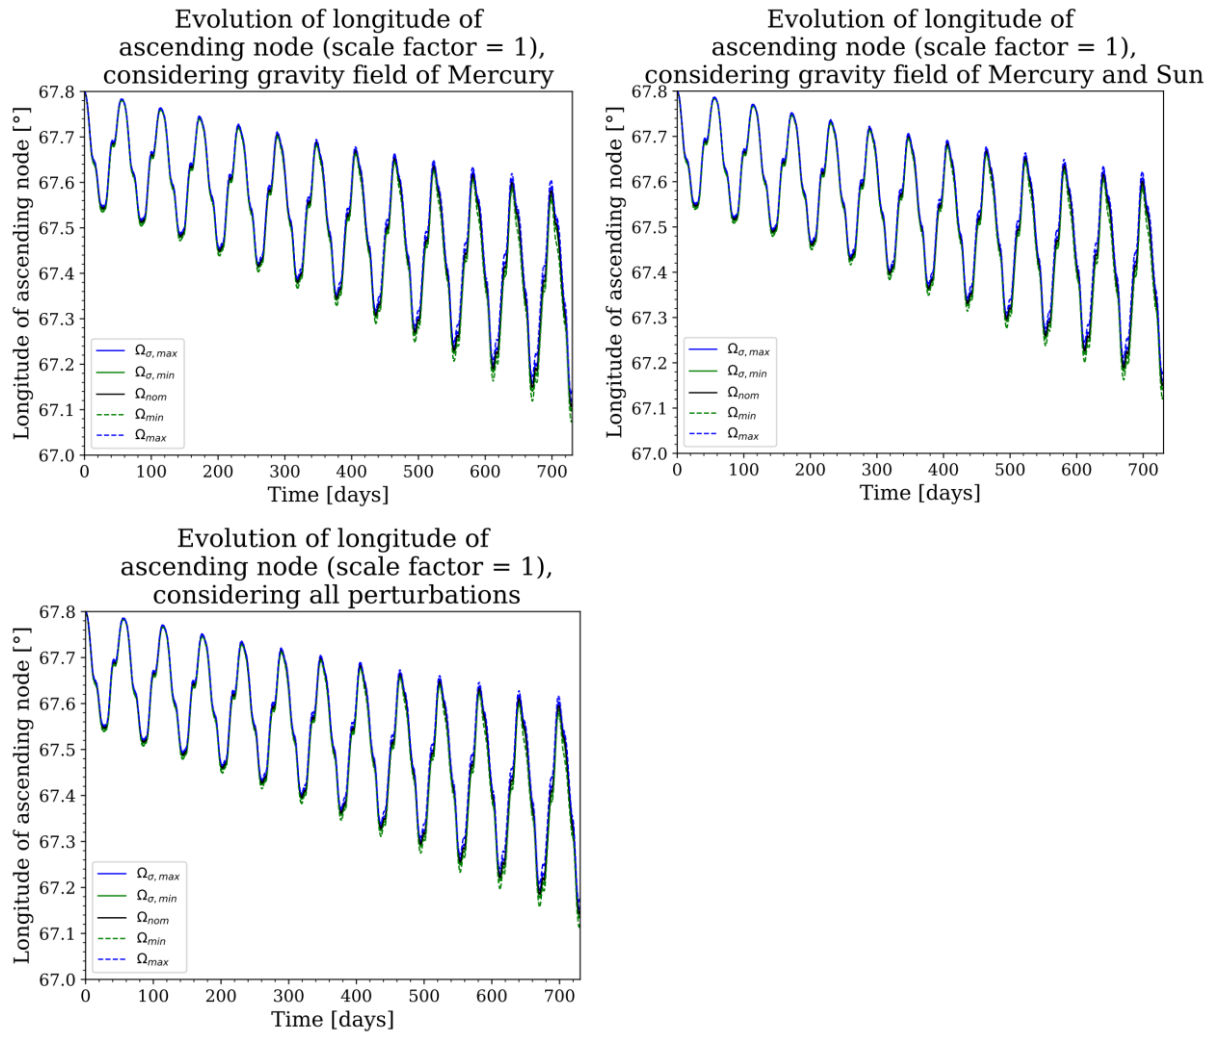 Evolution of longitude of
ascending node (scale factor = 1),
considering gravity field of Mercury
Longitude of ascending node [°]
67.8
67.7
67.6
67.5
67.4
67.3
67.2
67.1
67.0
Ωσ, max
Ωσ, min
Ωnom
Ωmin
Ωmax
0 100 200 300 400 500 600 700
Time [days]
Evolution of longitude of
ascending node (scale factor = 1),
considering gravity field of Mercury and Sun
Longitude of ascending node [°]
67.8
67.7
67.6
67.5
67.4
67.3
67.2
67.1
67.0
Ωσ, max
Ωσ, min
Ωnom
Ωmin
Ωmax
0 100 200 300 400 500 600 700
Time [days]
Evolution of longitude of
ascending node (scale factor = 1),
considering all perturbations
Longitude of ascending node [°]
67.8
67.7
67.6
67.5
67.4
67.3
67.2
67.1
67.0
Ωσ, max
Ωσ, min
Ωnom
Ωmin
Ωmax
0 100 200 300 400 500 600 700
Time [days]